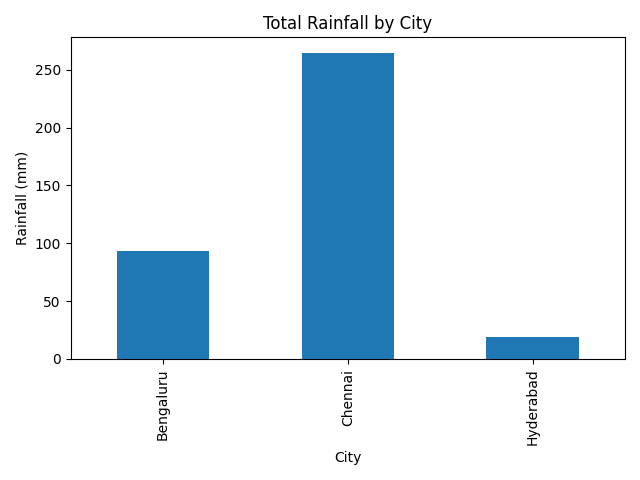 Total Rainfall by City
Rainfall (mm)
250
200
150
100
50
0
Bengaluru
Chennai
Hyderabad
City